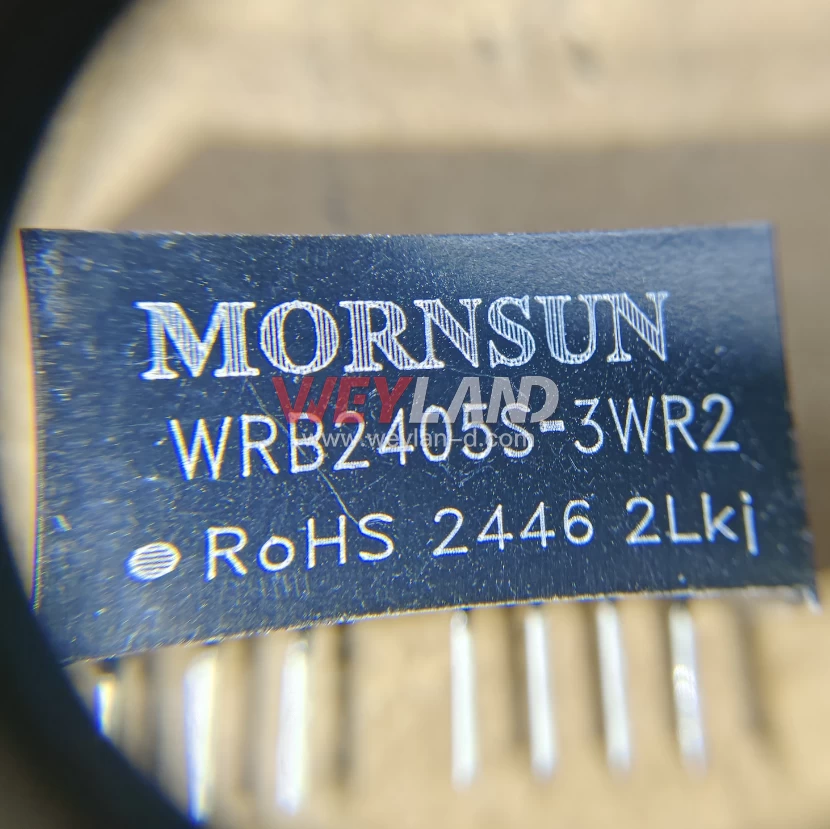 MORNSUN
WEYLAND
WRB2405S-3WR2
www.weylan-d.com
RoHS 2446 2Lkj